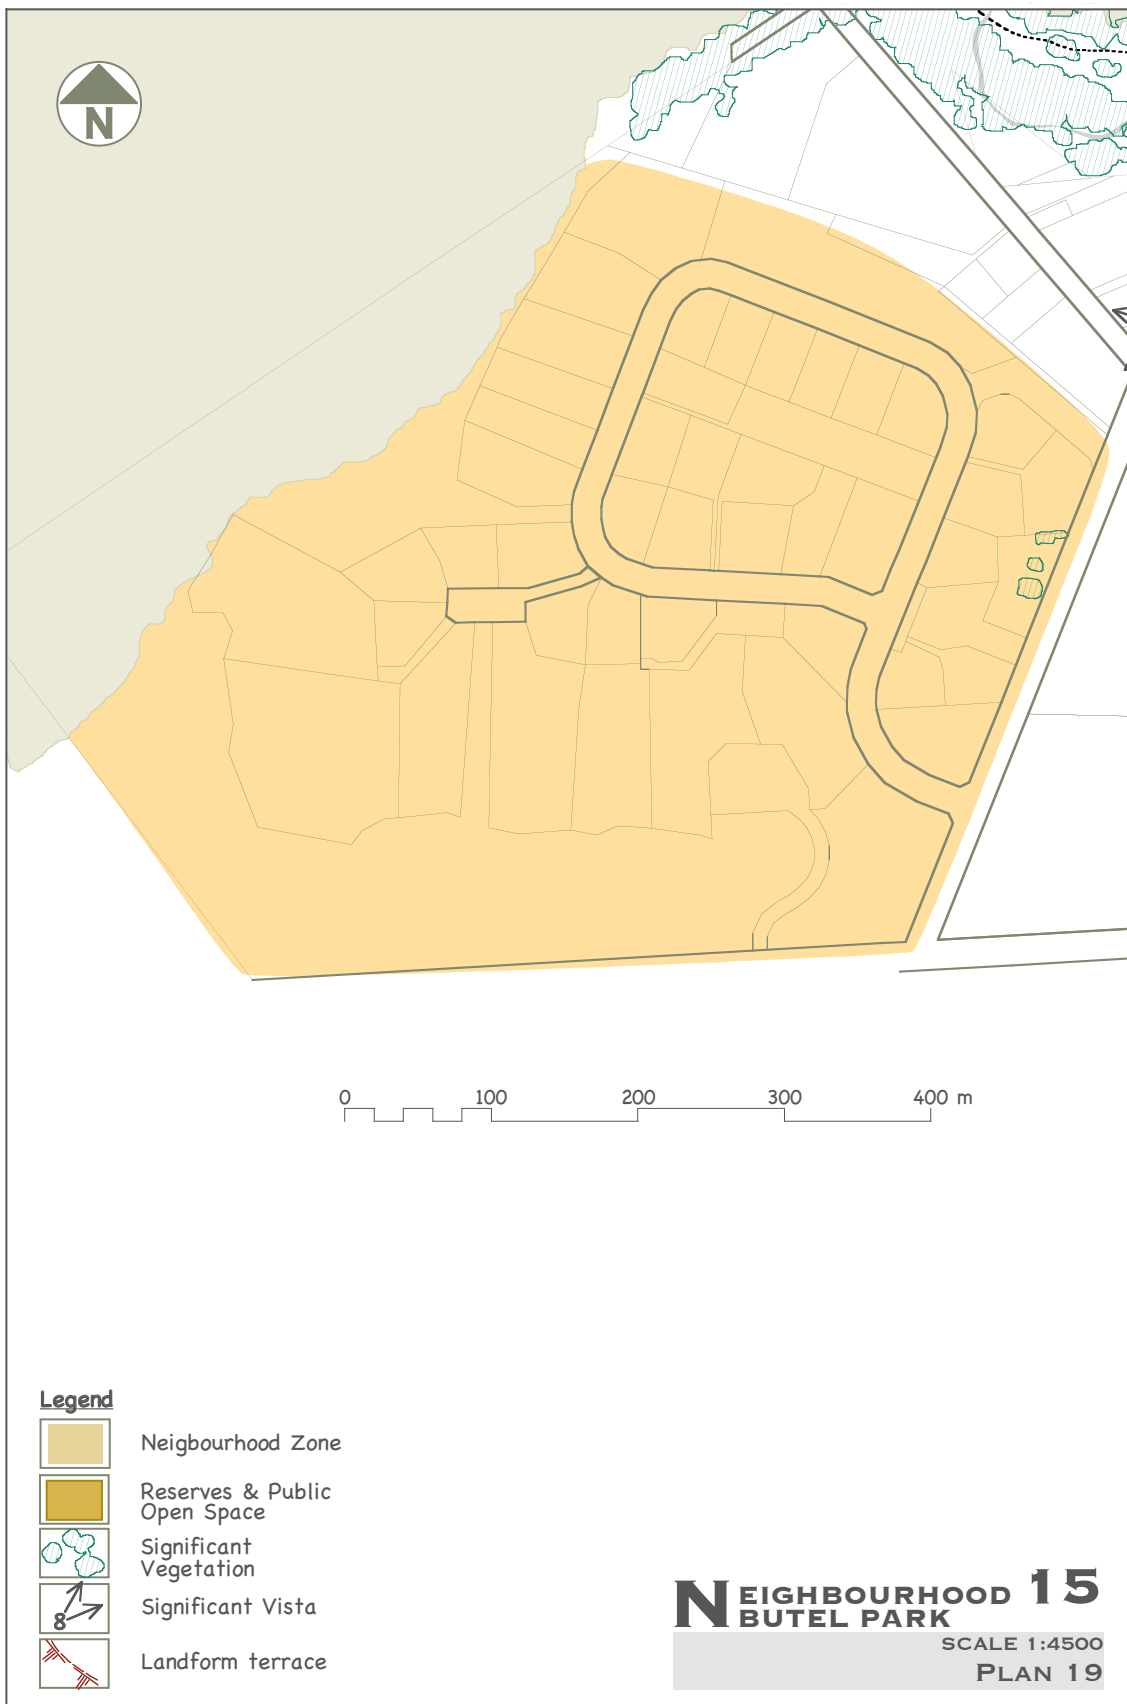 N
0 100 200 300 400 m
Legend
Neigbourhood Zone
Reserves & Public
Open Space
Significant
Vegetation
8
Significant Vista
Landform terrace
NEIGHBOURHOOD 15
BUTEL PARK
SCALE 1:4500
PLAN 19